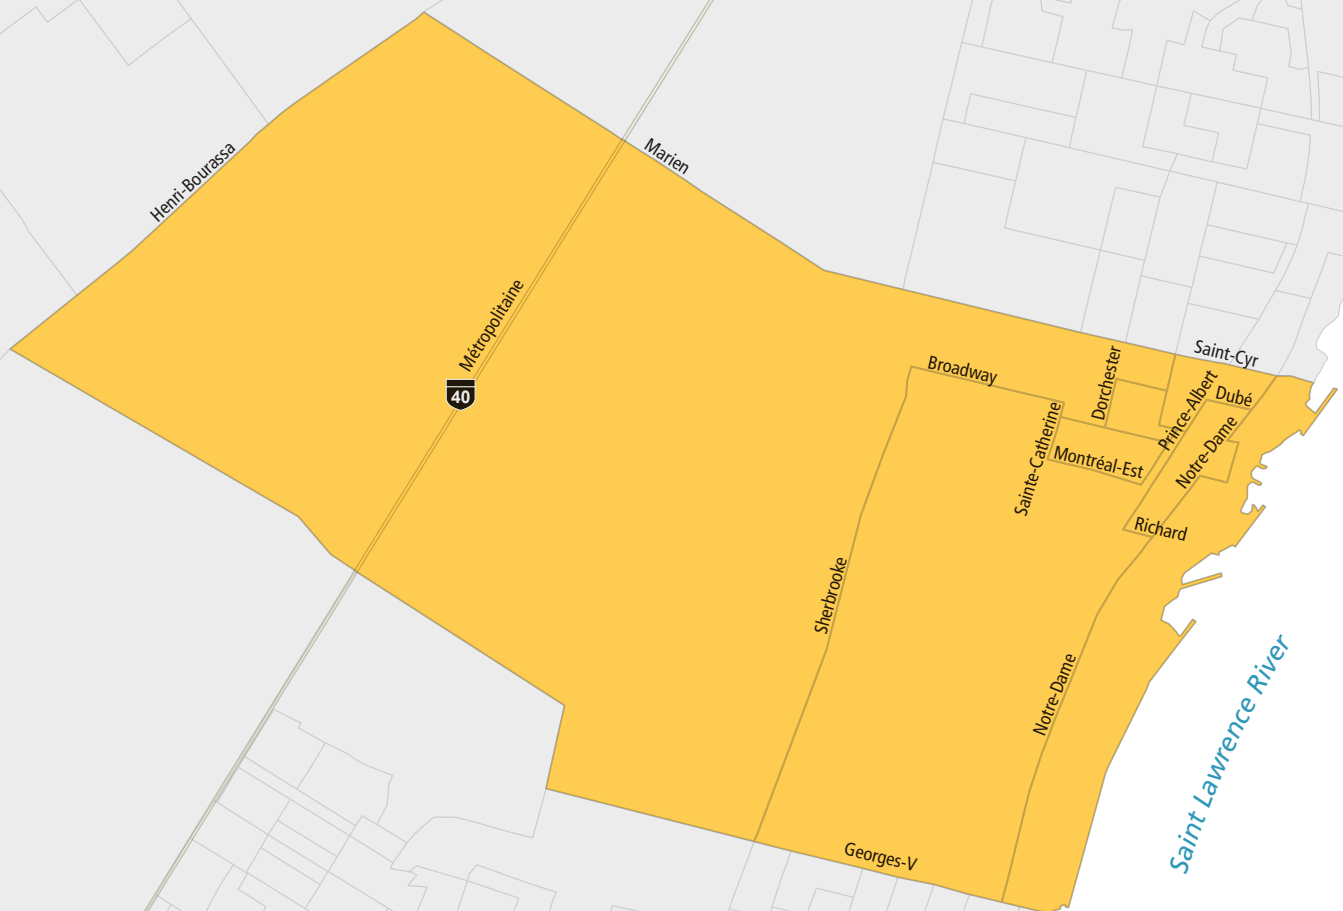 Henri-Bourassa
Marien
Métropolitaine
40
Saint-Cyr
Broadway
Dorchester
Prince-Albert
Dubé
Sainte-Catherine
Notre-Dame
Montréal-Est
Richard
Sherbrooke
Notre-Dame
Saint Lawrence River
Georges-V